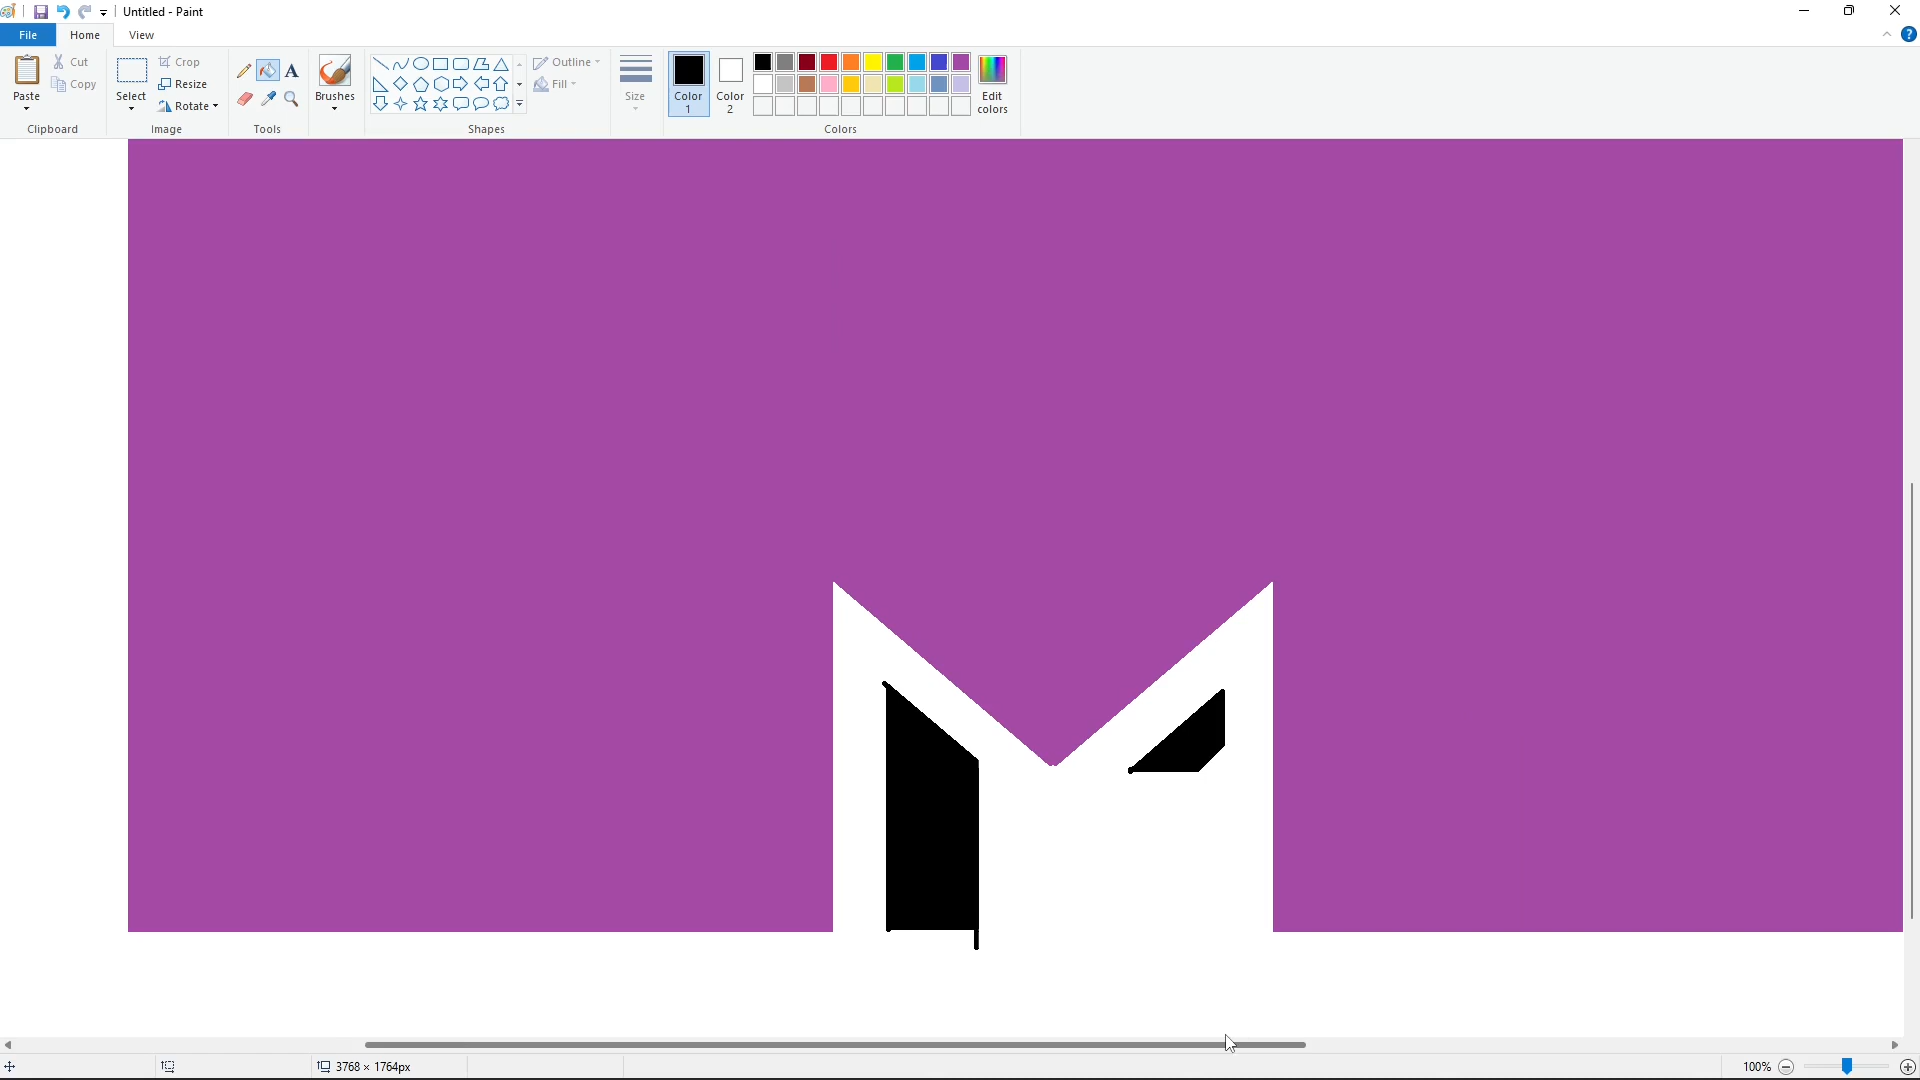 Untitled - Paint
File
Home
View
Paste
Cut
Copy
Clipboard
Select
Crop
Resize
Rotate
Image
A
Tools
Brushes
Shapes
Outline
Fill
Size
Color 1
Color 2
Edit colors
Colors
?
M
3768 × 1764px
100%